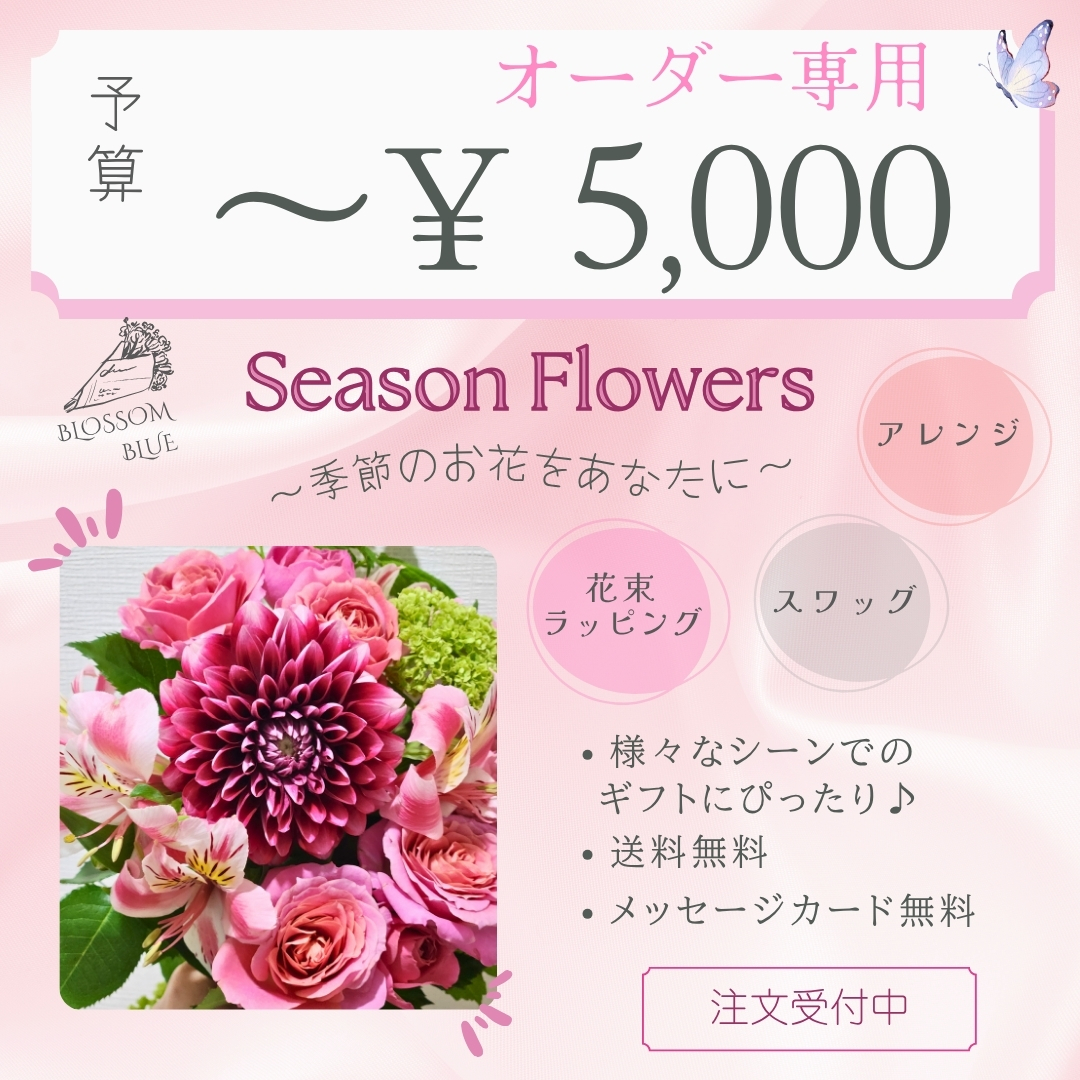 オーダー専用
予算
～¥ 5,000
BLOSSOM
BLUE
Season Flowers
～季節のお花をあなたに～
アレンジ
花束
ラッピング
スワッグ
• 様々なシーンでの
ギフトにぴったり♪
• 送料無料
• メッセージカード無料
注文受付中